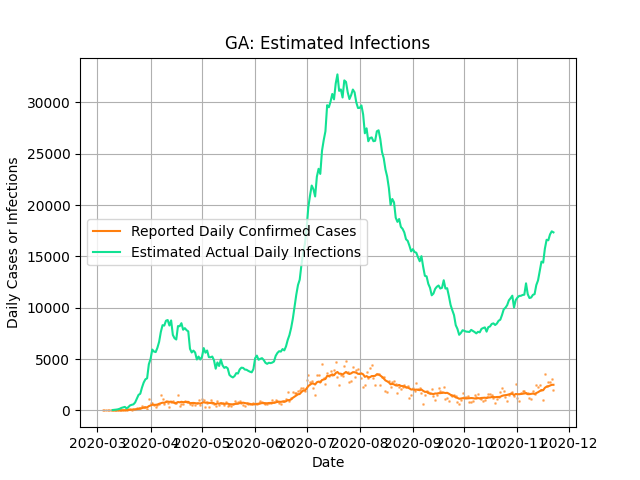 GA: Estimated Infections
30000
25000
20000
15000
10000
5000
0
Daily Cases or Infections
Reported Daily Confirmed Cases
Estimated Actual Daily Infections
2020-03 2020-04 2020-05 2020-06 2020-07 2020-08 2020-09 2020-10 2020-11 2020-12
Date